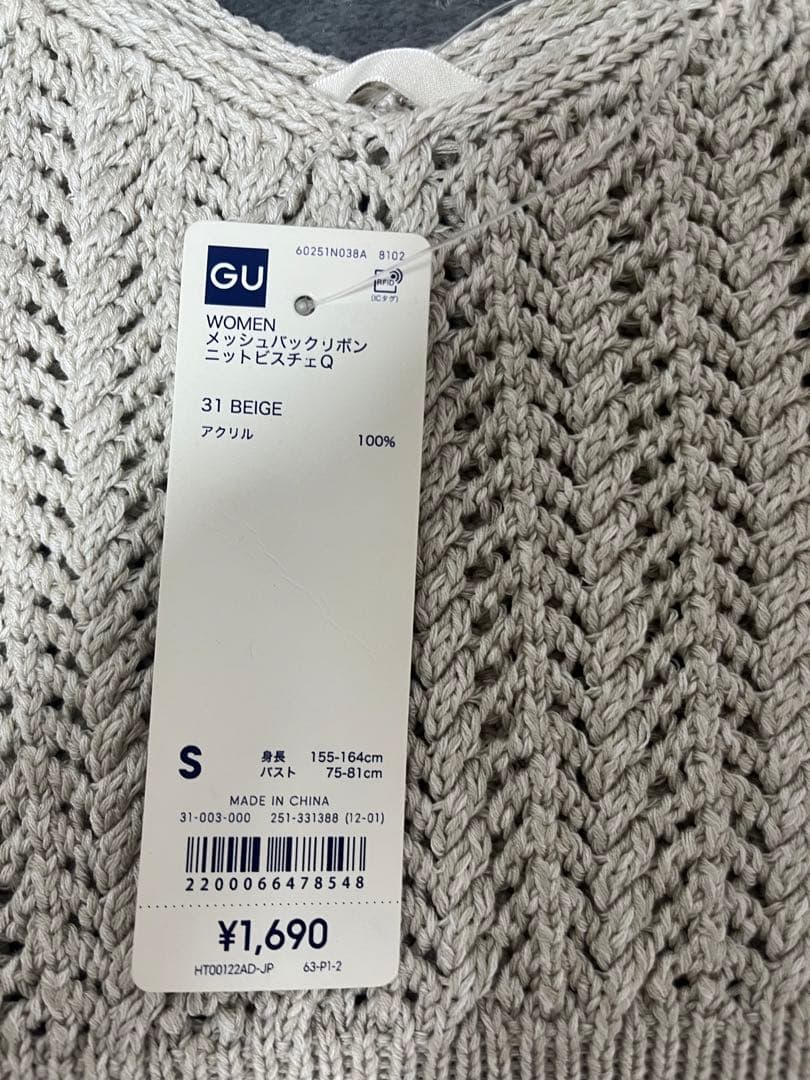 60251N038A 8102
GU
RFID
(ICタグ)
WOMEN
メッシュバックリボン
ニットビスチェQ
31 BEIGE
アクリル 100%
S 身長 155-164cm
バスト 75-81cm
MADE IN CHINA
31-003-000 251-331388 (12-01)
2200066478548
¥1,690
HT00122AD-JP 63-P1-2